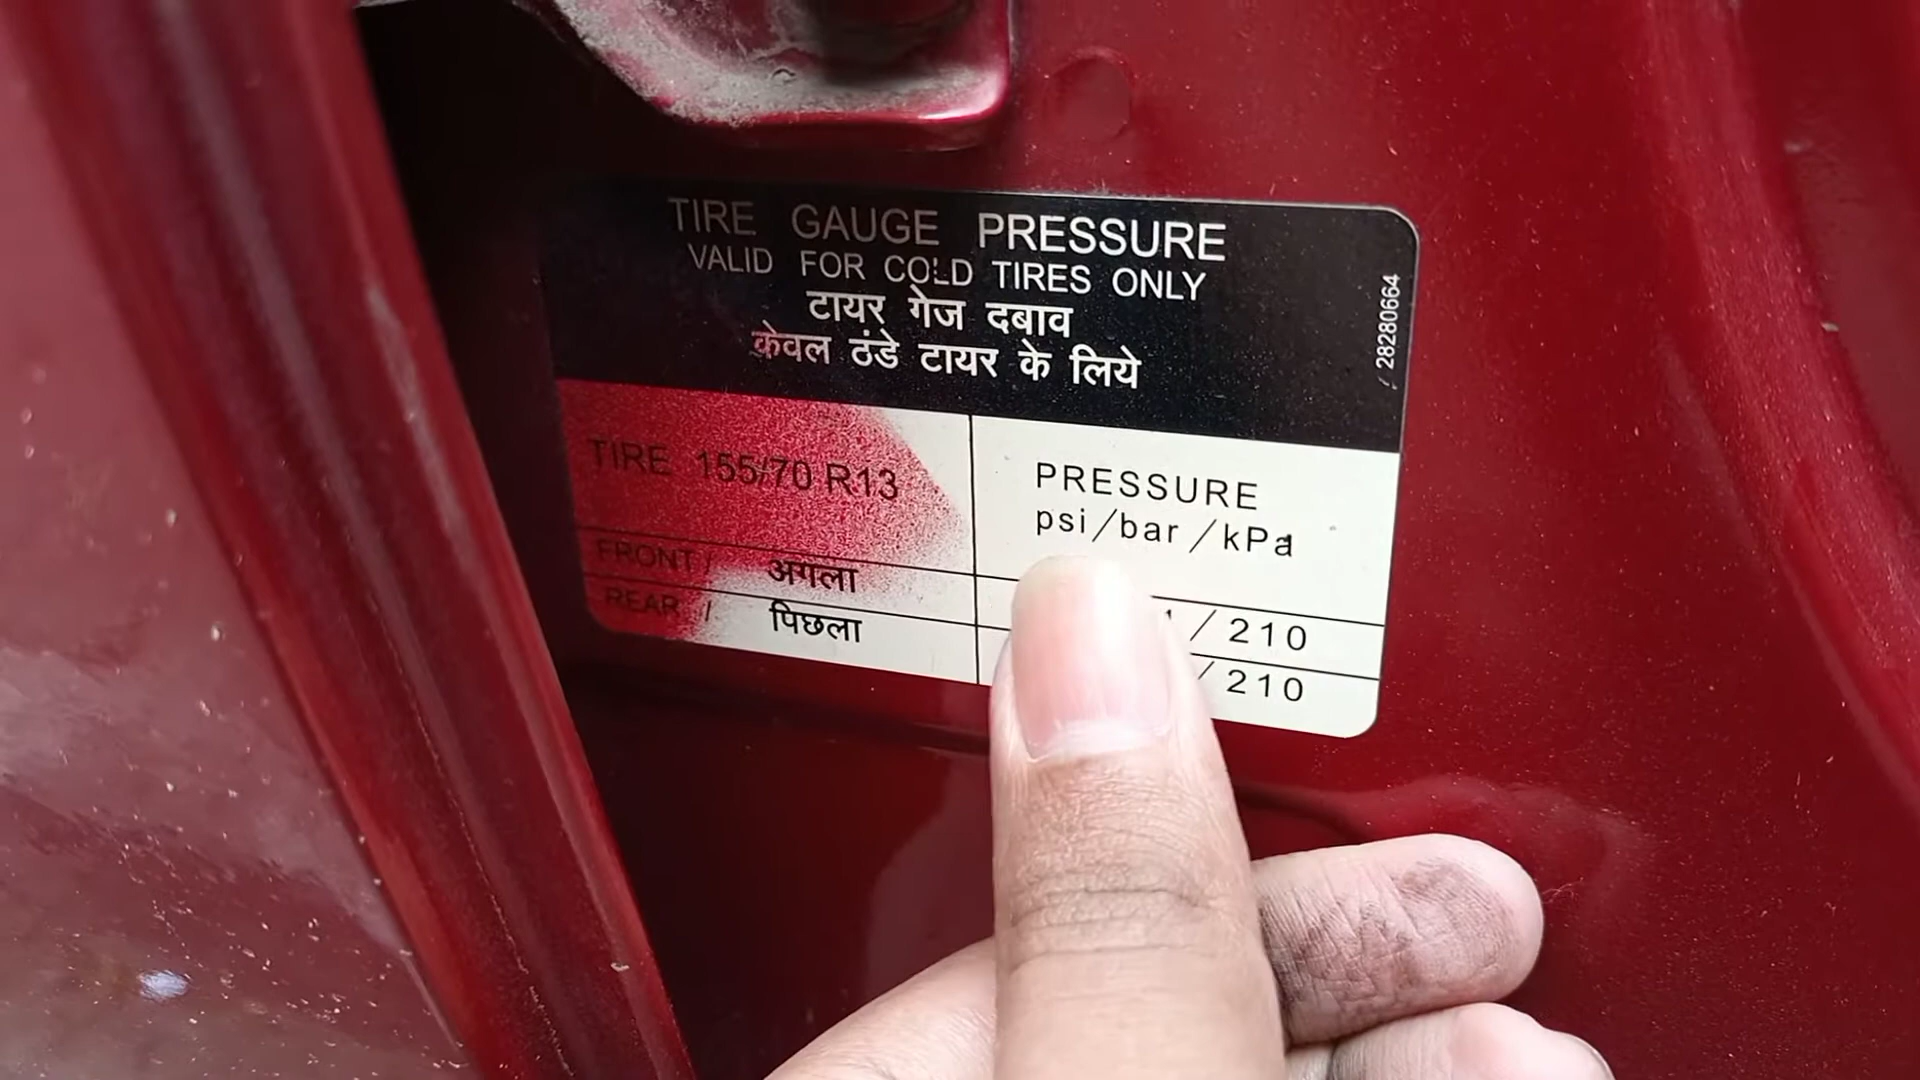 TIRE GAUGE PRESSURE
VALID FOR COLD TIRES ONLY
टायर गेज दबाव
केवल ठंडे टायर के लिये
28280664
TIRE 155/70 R13
PRESSURE
psi/bar/kPa
FRONT / अगला
/210
REAR / पिछला
/210